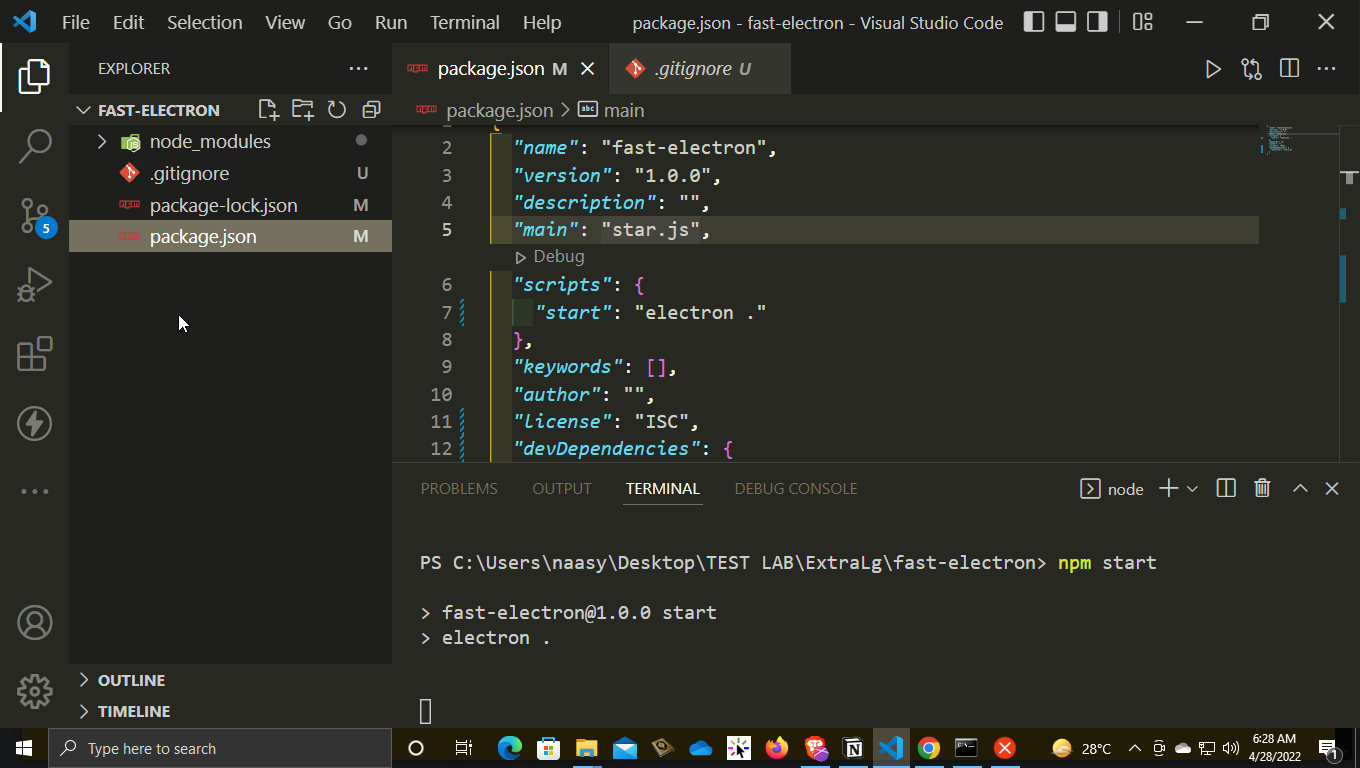 File Edit Selection View Go Run Terminal Help package.json - fast-electron - Visual Studio Code
EXPLORER
package.json M
.gitignore U
FAST-ELECTRON
package.json > abc main
node_modules
.gitignore U
package-lock.json M
package.json M
5
2 "name": "fast-electron",
3 "version": "1.0.0",
4 "description": "",
5 "main": "star.js",
Debug
6 "scripts": {
7 "start": "electron ."
8 },
9 "keywords": [],
10 "author": "",
11 "license": "ISC",
12 "devDependencies": {
PROBLEMS OUTPUT TERMINAL DEBUG CONSOLE
node
PS C:\Users\naasy\Desktop\TEST LAB\ExtraLg\fast-electron> npm start
> fast-electron@1.0.0 start
> electron .
OUTLINE
TIMELINE
Type here to search
28°C
6:28 AM
4/28/2022
1